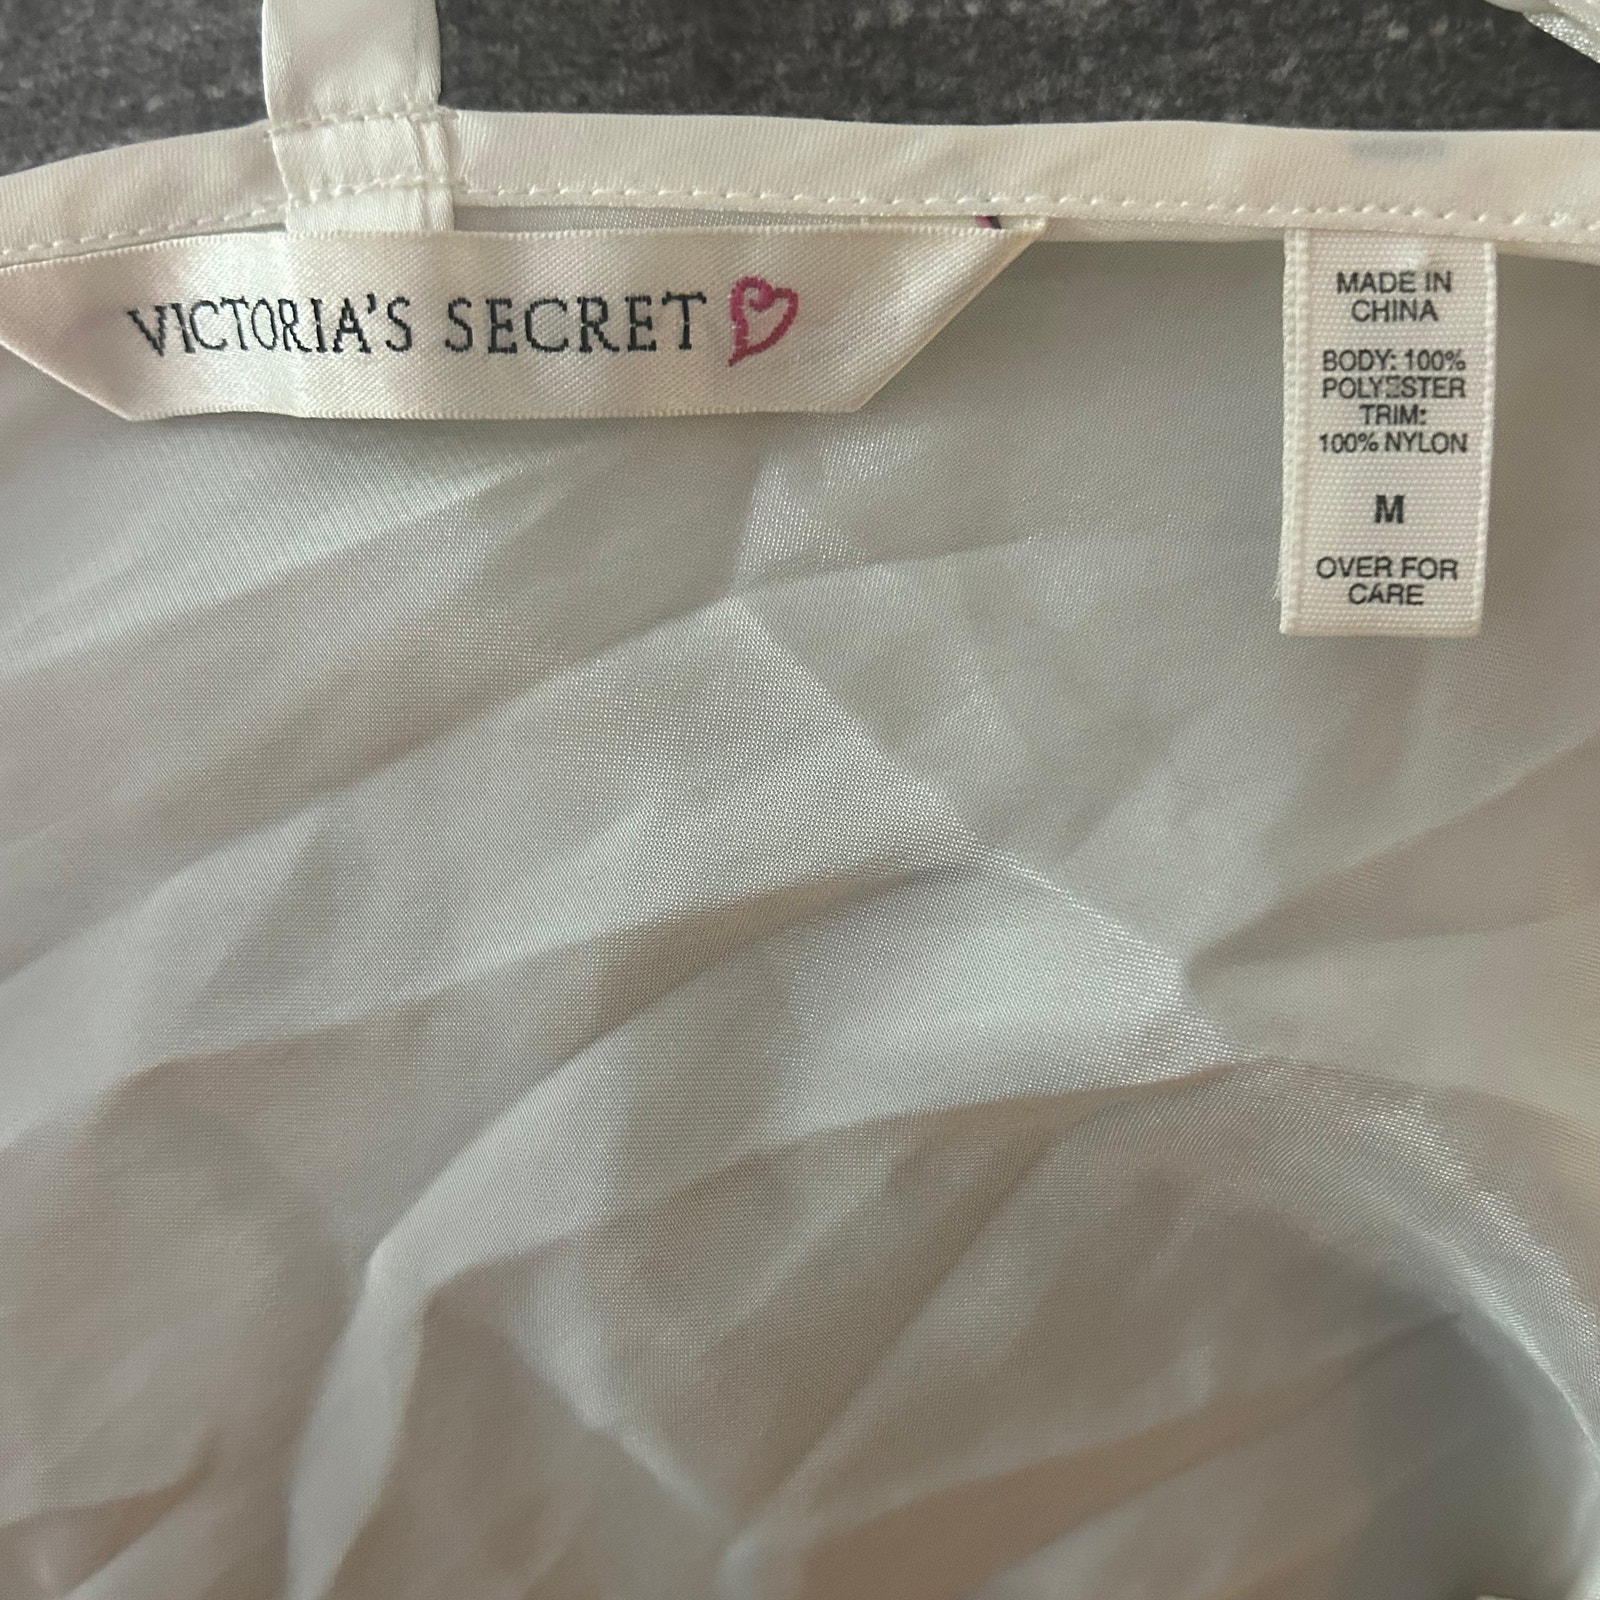 VICTORIA'S SECRET
MADE IN
CHINA
BODY: 100%
POLYESTER
TRIM:
100% NYLON
M
OVER FOR
CARE